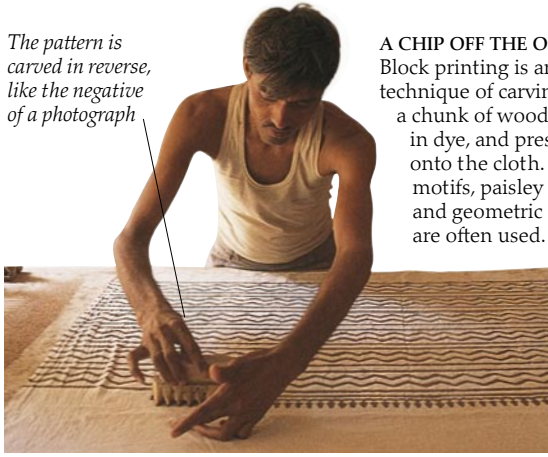 The pattern is
carved in reverse,
like the negative
of a photograph
A CHIP OFF THE
Block printing is
technique of carving
a chunk of wood
in dye, and
onto the cloth.
motifs, paisley
and geometric
are often used.